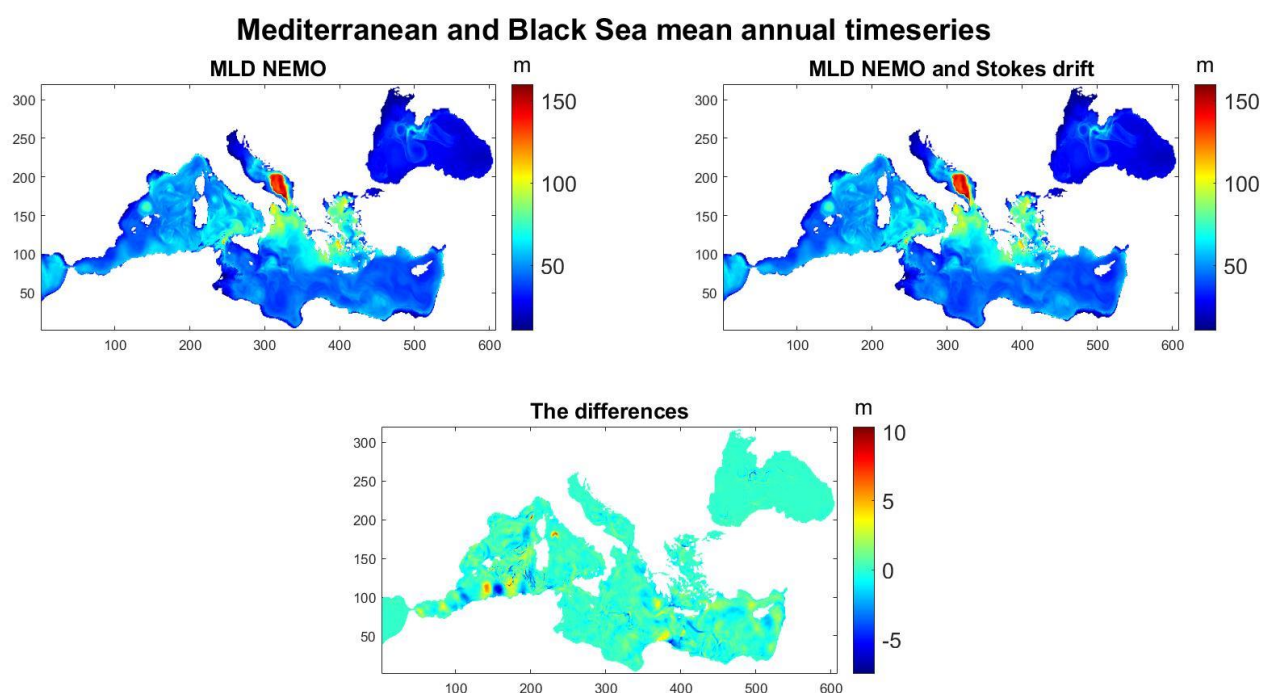 Mediterranean and Black Sea mean annual timeseries
MLD NEMO
m
300
250
200
150
100
50
100 200 300 400 500 600
150
100
50
MLD NEMO and Stokes drift
m
300
250
200
150
100
50
100 200 300 400 500 600
150
100
50
The differences
m
300
250
200
150
100
50
100 200 300 400 500 600
10
5
0
-5